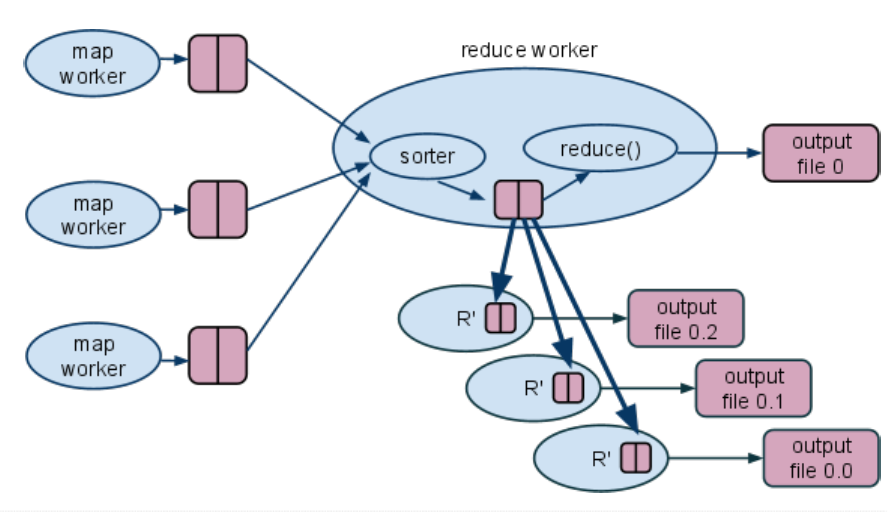 map
worker
reduce worker
sorter
reduce()
output
file 0
map
worker
R'
output
file 0.2
map
worker
R'
output
file 0.1
R'
output
file 0.0